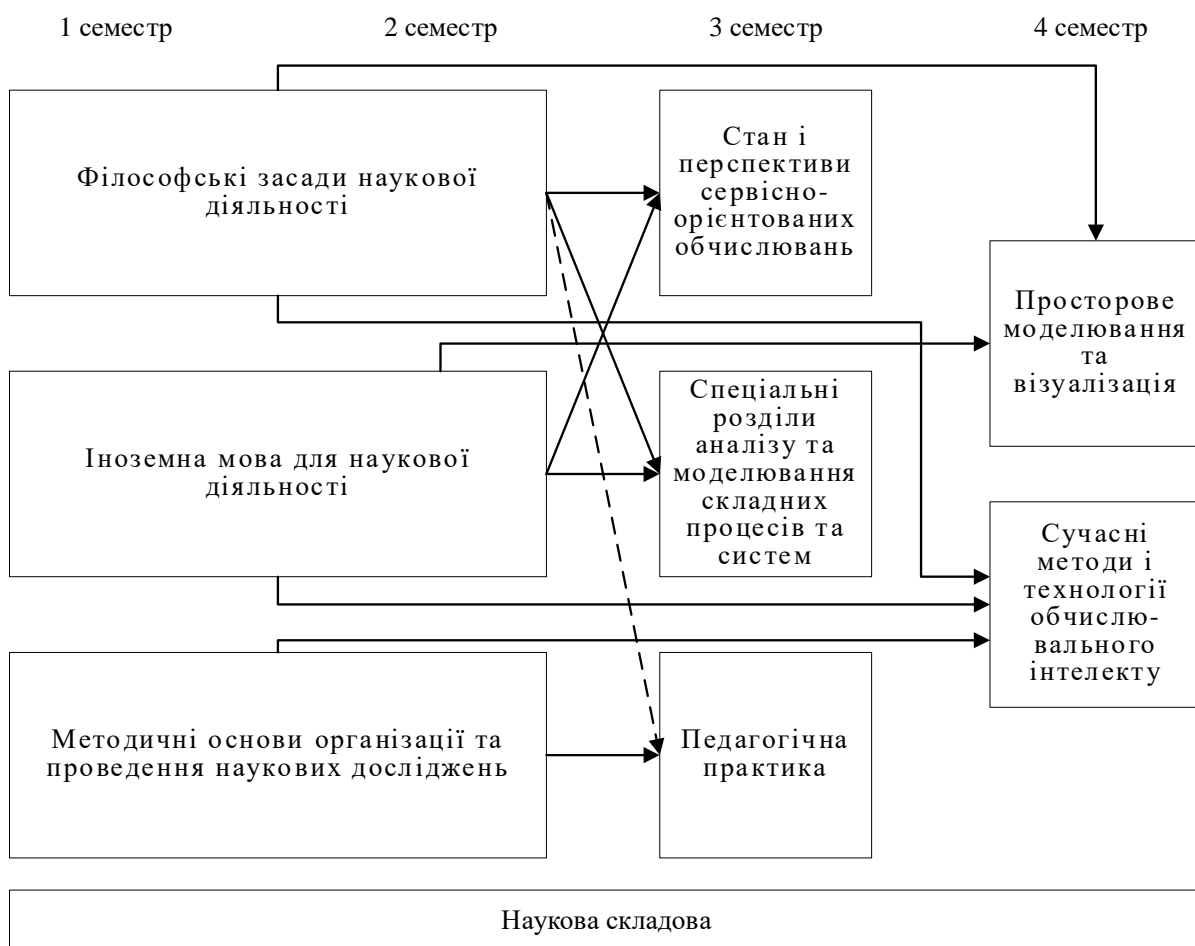 1 семестр
2 семестр
3 семестр
4 семестр
Філософські засади наукової
діяльності
Стан і
перспективи
сервісно-
орієнтованих
обчислювань
Просторове
моделювання
та
візуалізація
Іноземна мова для наукової
діяльності
Спеціальні
розділи
аналізу та
моделювання
складних
процесів та
систем
Сучасні
методи і
технології
обчислю-
вального
інтелекту
Методичні основи організації та
проведення наукових досліджень
Педагогічна
практика
Наукова складова